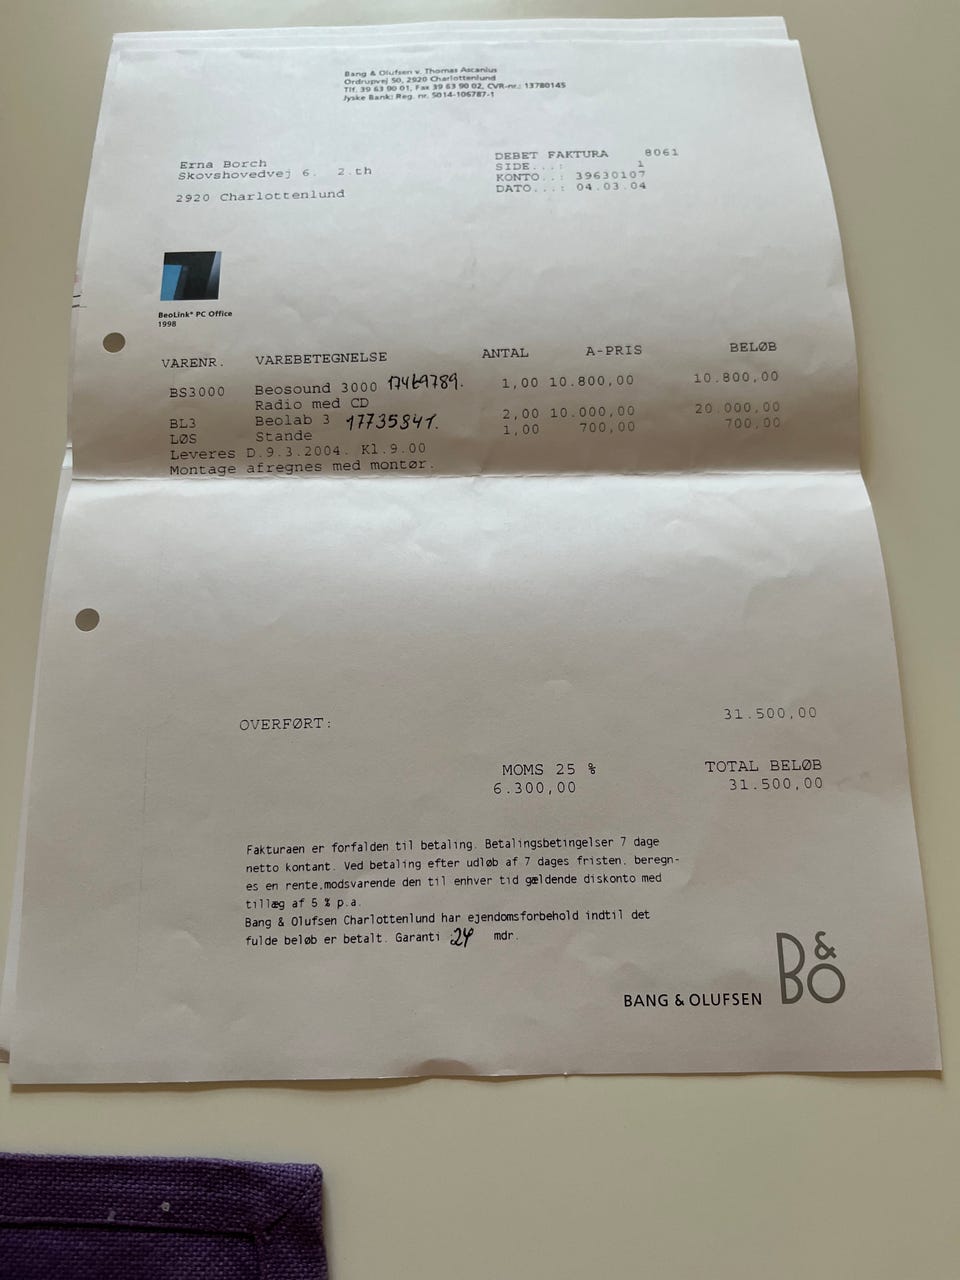 Bang & Olufsen v. Thomas Ascanius
Ordrupvej 50, 2920 Charlottenlund
Tlf. 39 63 90 01, Fax 39 63 90 02, CVR-nr.: 13780145
Jyske Bank: Reg. nr. 5014-106787-1
Erna Borch
Skovshovedvej 6. 2.th
2920 Charlottenlund
DEBET FAKTURA 8061
SIDE...: 1
KONTO..: 39630107
DATO...: 04.03.04
BeoLink® PC Office
1998
VARENR. VAREBETEGNELSE ANTAL A-PRIS BELØB
BS3000 Beosound 3000 17469789. 1,00 10.800,00 10.800,00
Radio med CD
BL3 Beolab 3 17735841. 2,00 10.000,00 20.000,00
LØS Stande 1,00 700,00 700,00
Leveres D.9.3.2004. Kl.9.00
Montage afregnes med montør.
OVERFØRT: 31.500,00
MOMS 25 % TOTAL BELØB
6.300,00 31.500,00
Fakturaen er forfalden til betaling. Betalingsbetingelser 7 dage
netto kontant. Ved betaling efter udløb af 7 dages fristen, beregn-
es en rente,modsvarende den til enhver tid gældende diskonto med
tillæg af 5 % p.a.
Bang & Olufsen Charlottenlund har ejendomsforbehold indtil det
fulde beløb er betalt. Garanti :24 mdr.
BANG & OLUFSEN B&O